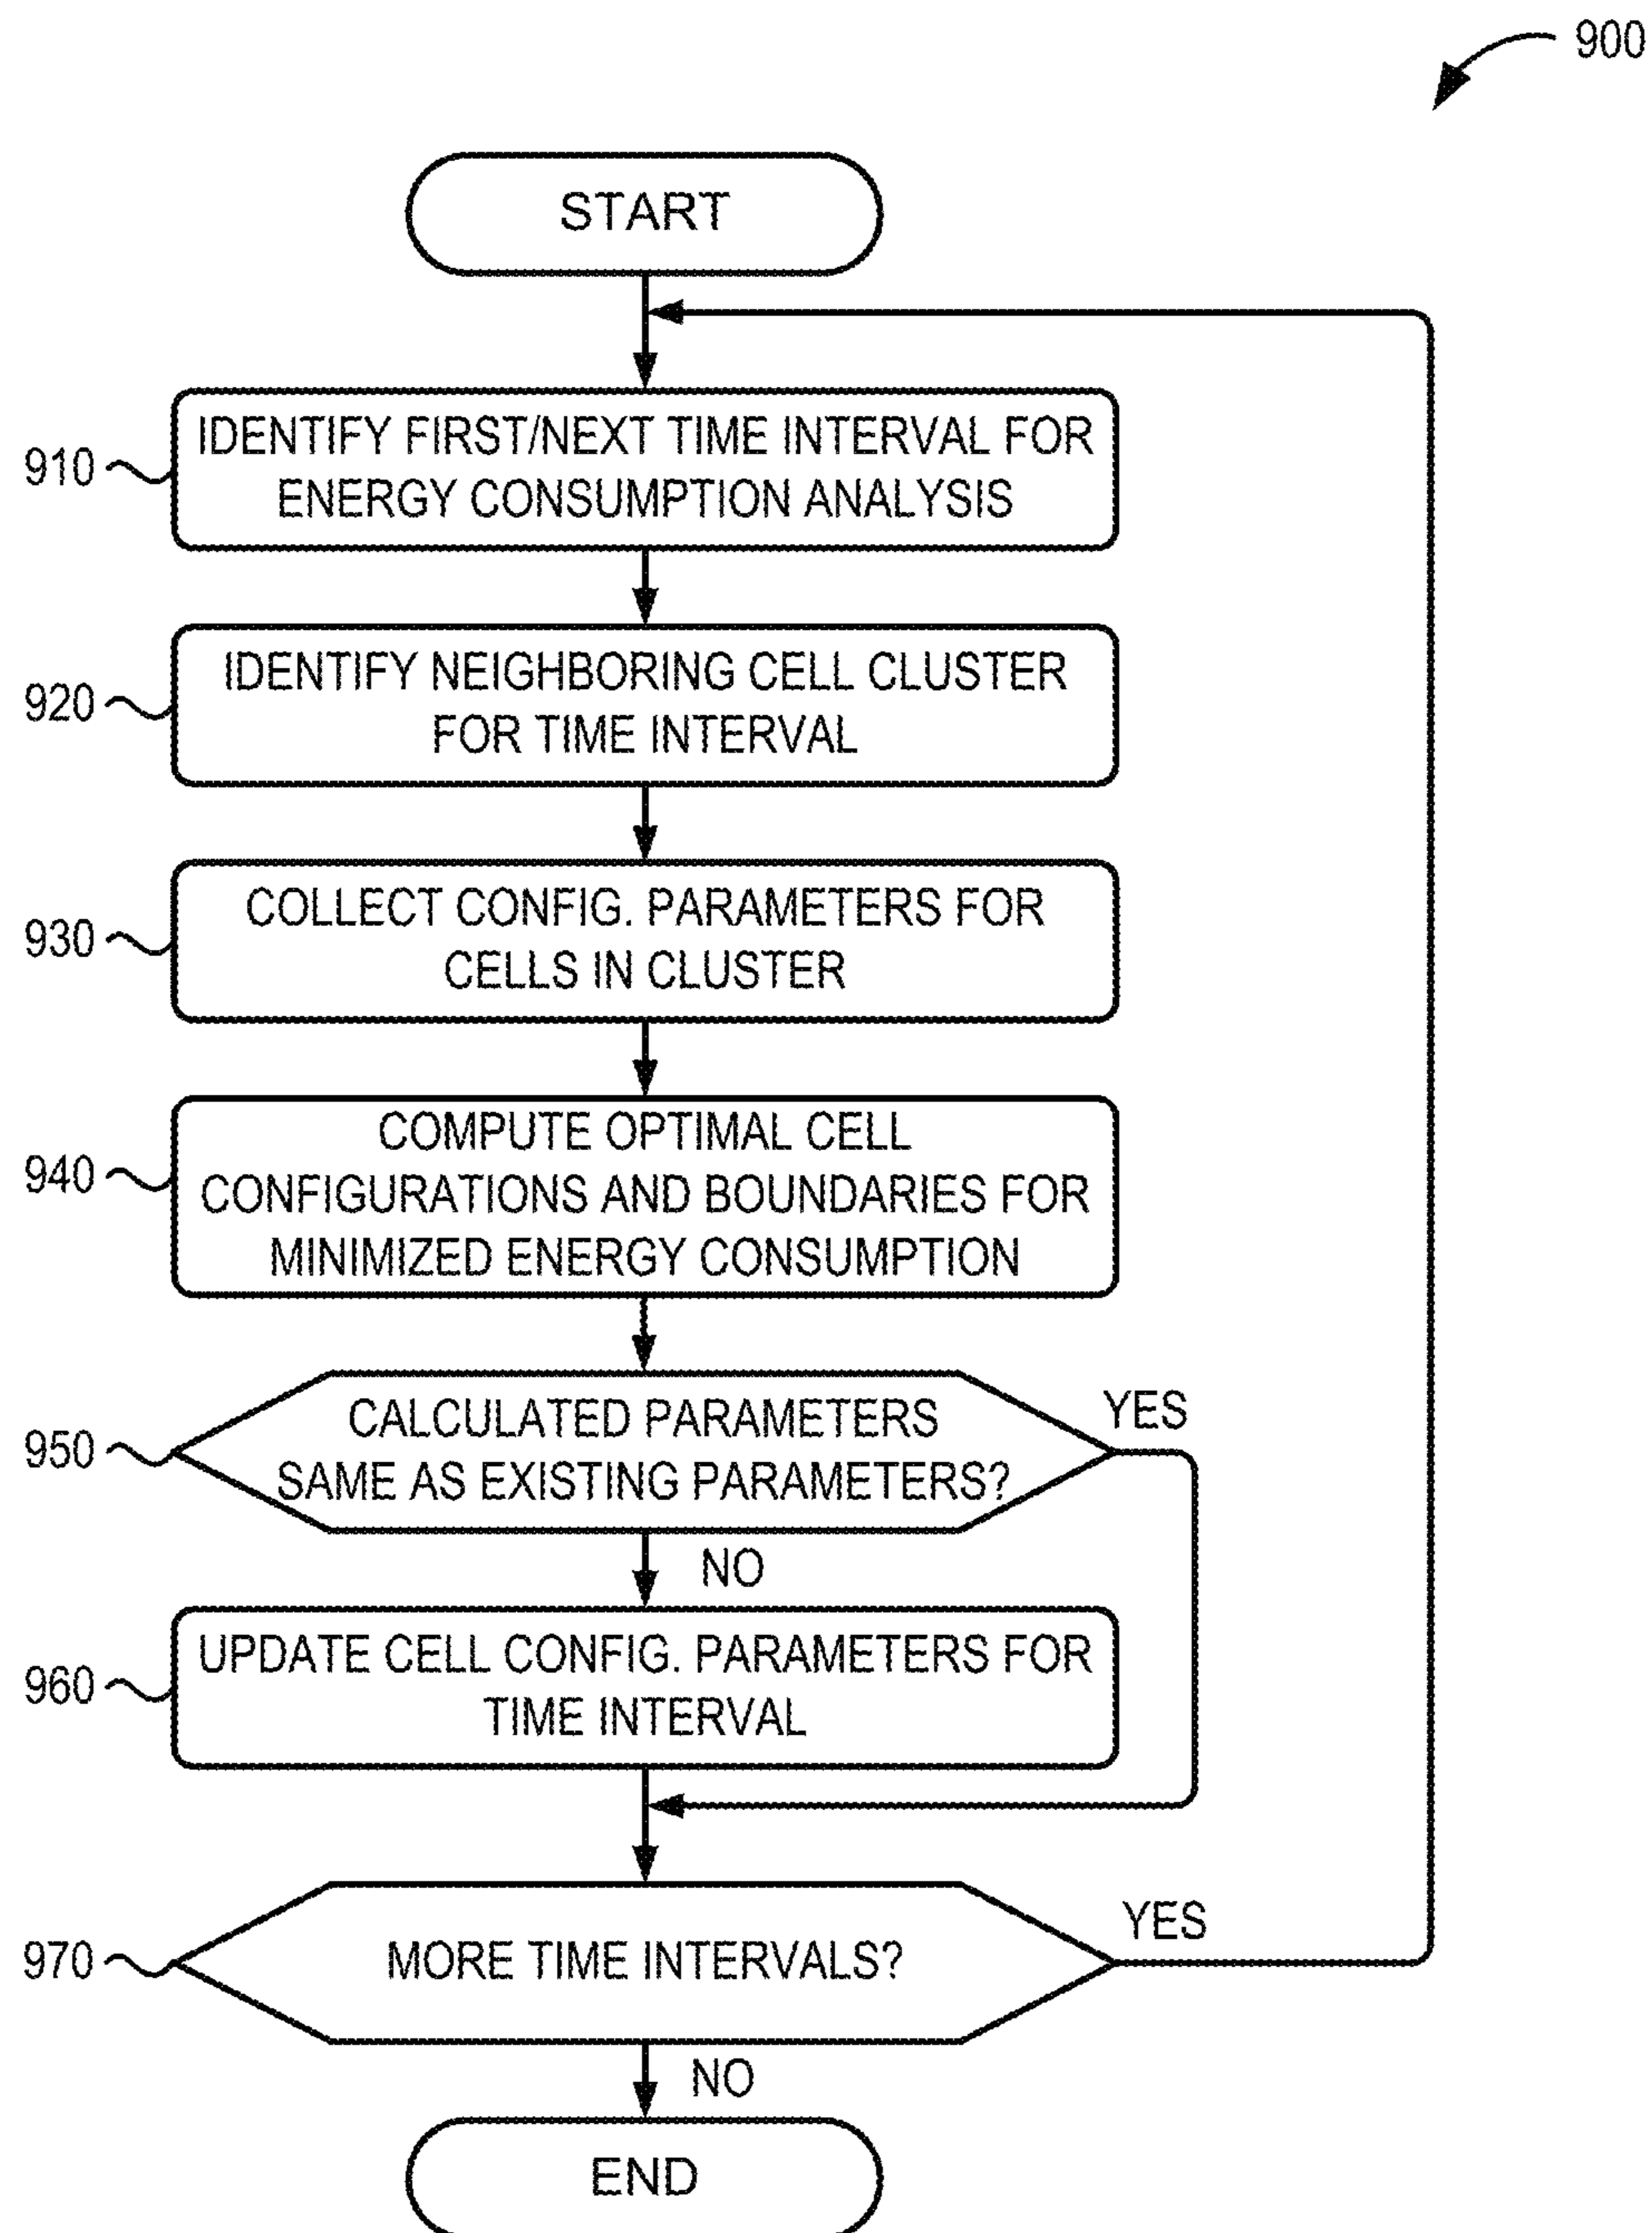 900
START
910
IDENTIFY FIRST/NEXT TIME INTERVAL FOR
ENERGY CONSUMPTION ANALYSIS
920
IDENTIFY NEIGHBORING CELL CLUSTER
FOR TIME INTERVAL
930
COLLECT CONFIG. PARAMETERS FOR
CELLS IN CLUSTER
940
COMPUTE OPTIMAL CELL
CONFIGURATIONS AND BOUNDARIES FOR
MINIMIZED ENERGY CONSUMPTION
950
CALCULATED PARAMETERS
SAME AS EXISTING PARAMETERS?
YES
NO
960
UPDATE CELL CONFIG. PARAMETERS FOR
TIME INTERVAL
970
MORE TIME INTERVALS?
YES
NO
END